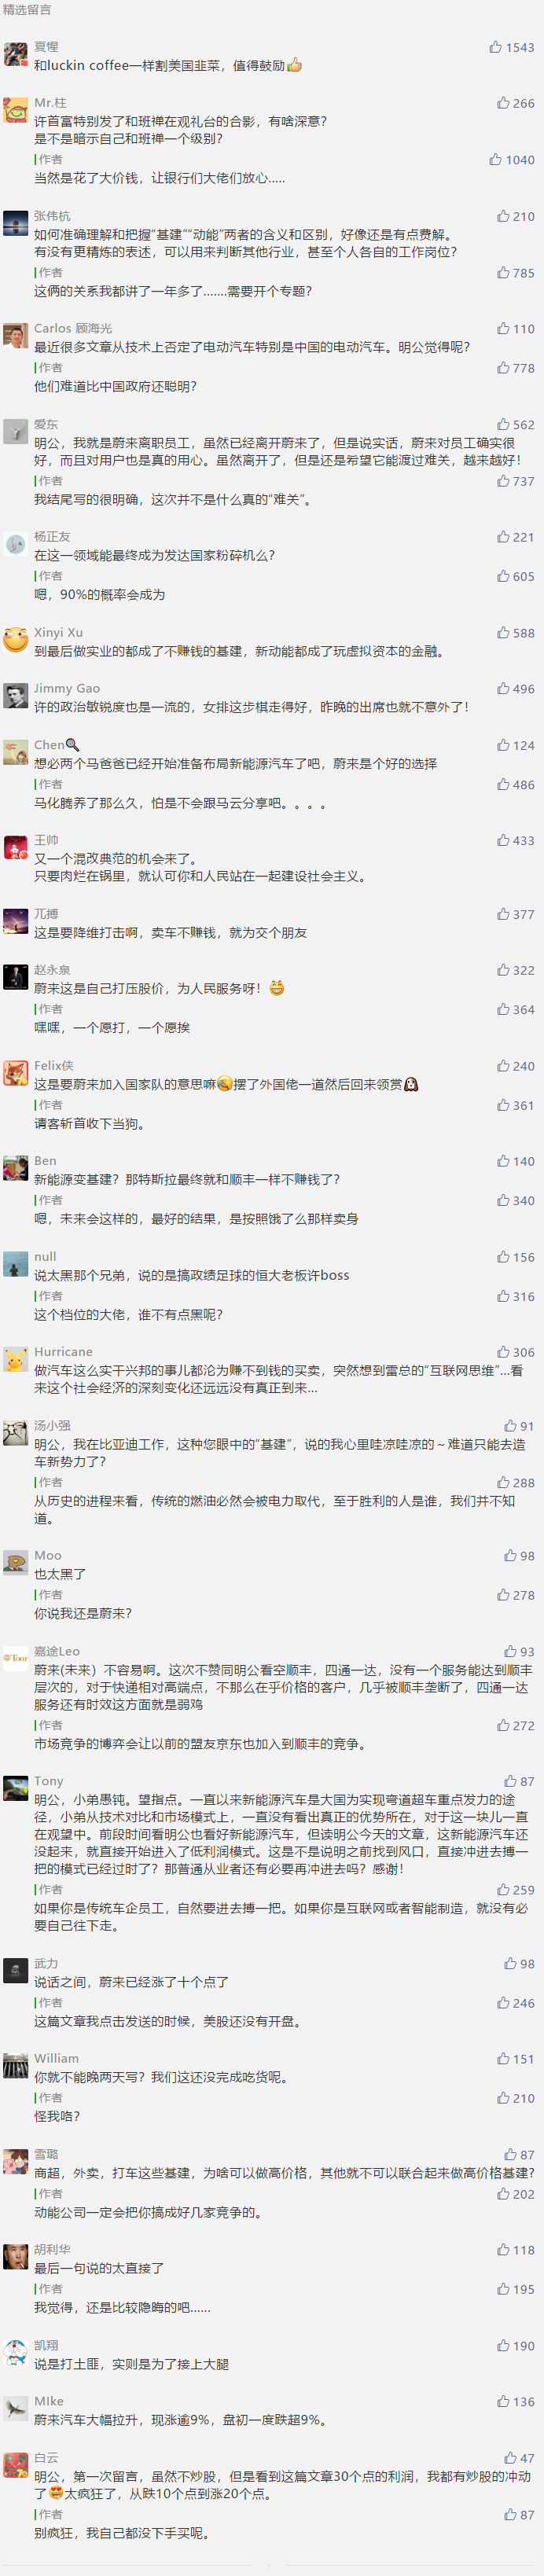 精选留言
夏惺
1543
和luckin coffee一样割美国韭菜，值得鼓励👍
Mr.柱
266
许首富特别发了和班禅在观礼台的合影，有啥深意？
是不是暗示自己和班禅一个级别？
作者
1040
当然是花了大价钱，让银行们大佬们放心.....
张伟杭
210
如何准确理解和把握“基建”“动能”两者的含义和区别，好像还是有点费解。
有没有更精炼的表述，可以用来判断其他行业，甚至个人各自的工作岗位？
作者
785
这俩的关系我都讲了一年多了.......需要开个专题？
Carlos 顾海光
110
最近很多文章从技术上否定了电动汽车特别是中国的电动汽车。明公觉得呢？
作者
778
他们难道比中国政府还聪明？
爱东
562
明公，我就是蔚来离职员工，虽然已经离开蔚来了，但是说实话，蔚来对员工确实很
好，而且对用户也是真的用心。虽然离开了，但是还是希望它能渡过难关，越来越好！
作者
737
我结尾写的很明确，这次并不是什么真的“难关”。
杨正友
221
在这一领域能最终成为发达国家粉碎机么？
作者
605
嗯，90%的概率会成为
Xinyi Xu
588
到最后做实业的都成了不赚钱的基建，新动能都成了玩虚拟资本的金融。
Jimmy Gao
496
许的政治敏锐度也是一流的，女排这步棋走得好，昨晚的出席也就不意外了！
Chen🔍
124
想必两个马爸爸已经开始准备布局新能源汽车了吧，蔚来是个好的选择
作者
486
马化腾养了那么久，怕是不会跟马云分享吧。。。。
王帅
433
又一个混改典范的机会来了。
只要肉烂在锅里，就认可你和人民站在一起建设社会主义。
兀搏
377
这是要降维打击啊，卖车不赚钱，就为交个朋友
赵永泉
322
蔚来这是自己打压股价，为人民服务呀！😁
作者
364
嘿嘿，一个愿打，一个愿挨
Felix侠
240
这是要蔚来加入国家队的意思嘛🤣摆了外国佬一道然后回来领赏🐶
作者
361
请客斩首收下当狗。
Ben
140
新能源变基建？那特斯拉最终就和顺丰一样不赚钱了？
作者
340
嗯，未来会这样的，最好的结果，是按照饿了么那样卖身
null
156
说太黑那个兄弟，说的是搞政绩足球的恒大老板许boss
作者
316
这个档位的大佬，谁不有点黑呢？
Hurricane
306
做汽车这么实干兴邦的事儿都沦为赚不到钱的买卖，突然想到雷总的“互联网思维”...看
来这个社会经济的深刻变化还远远没有真正到来...
汤小强
91
明公，我在比亚迪工作，这种您眼中的“基建”，说的我心里哇凉哇凉的～难道只能去造
车新势力了？
作者
288
从历史的进程来看，传统的燃油必然会被电力取代，至于胜利的人是谁，我们并不知
道。
Moo
98
也太黑了
作者
278
你说我还是蔚来？
嘉途Leo
93
蔚来(未来）不容易啊。这次不赞同明公看空顺丰，四通一达，没有一个服务能达到顺丰
层次的，对于快递相对高端点，不那么在乎价格的客户，几乎被顺丰垄断了，四通一达
服务还有时效这方面就是弱鸡
作者
272
市场竞争的博弈会让以前的盟友京东也加入到顺丰的竞争。
Tony
87
明公，小弟愚钝。望指点。一直以来新能源汽车是大国为实现弯道超车重点发力的途
径，小弟从技术对比和市场模式上，一直没有看出真正的优势所在，对于这一块儿一直
在观望中。前段时间看明公也看好新能源汽车，但读明公今天的文章，这新能源汽车还
没起来，就直接开始进入了低利润模式。这是不是说明之前找到风口，直接冲进去搏一
把的模式已经过时了？那普通从业者还有必要再冲进去吗？感谢！
作者
259
如果你是传统车企员工，自然要进去搏一把。如果你是互联网或者智能制造，就没有必
要自己往下走。
武力
98
说话之间，蔚来已经涨了十个点了
作者
246
这篇文章我点击发送的时候，美股还没有开盘。
William
151
你就不能晚两天写？我们这还没完成吃货呢。
作者
210
怪我咯？
雪璐
87
商超，外卖，打车这些基建，为啥可以做高价格，其他就不可以联合起来做高价格基建？
作者
202
动能公司一定会把你搞成好几家竞争的。
胡利华
118
最后一句说的太直接了
作者
195
我觉得，还是比较隐晦的吧......
凯翔
190
说是打土匪，实则是为了接上大腿
MIke
136
蔚来汽车大幅拉升，现涨逾9%，盘初一度跌超9%。
白云
47
明公，第一次留言，虽然不炒股，但是看到这篇文章30个点的利润，我都有炒股的冲动
了😍太疯狂了，从跌10个点到涨20个点。
作者
87
别疯狂，我自己都没下手买呢。